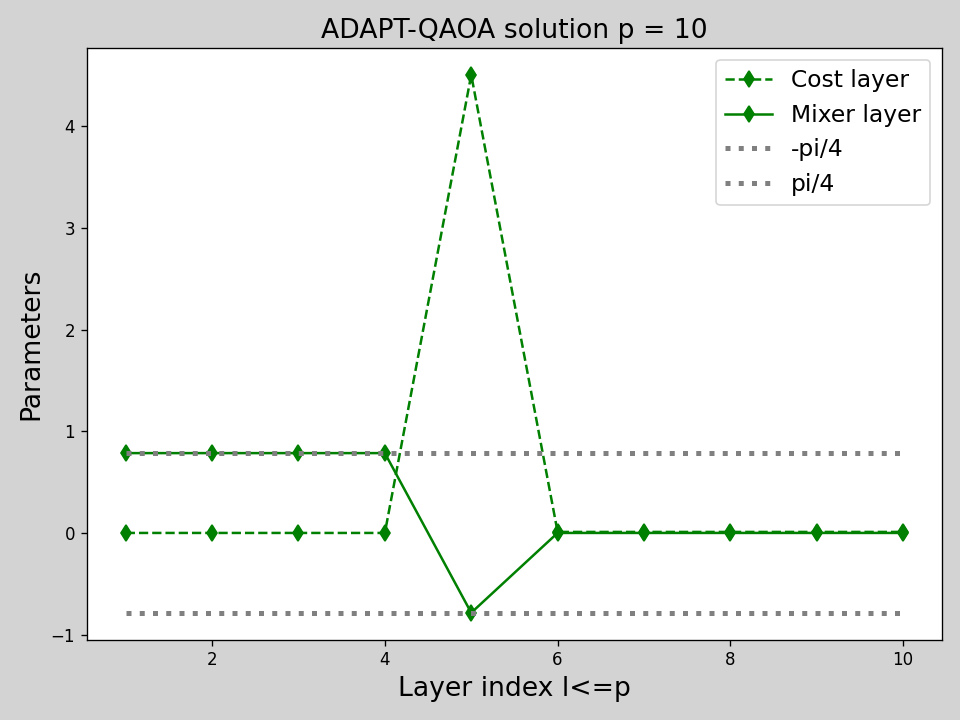 ADAPT-QAOA solution p = 10
Cost layer
Mixer layer
-pi/4
pi/4
Parameters
4
3
2
1
0
−1
2
4
6
8
10
Layer index l<=p